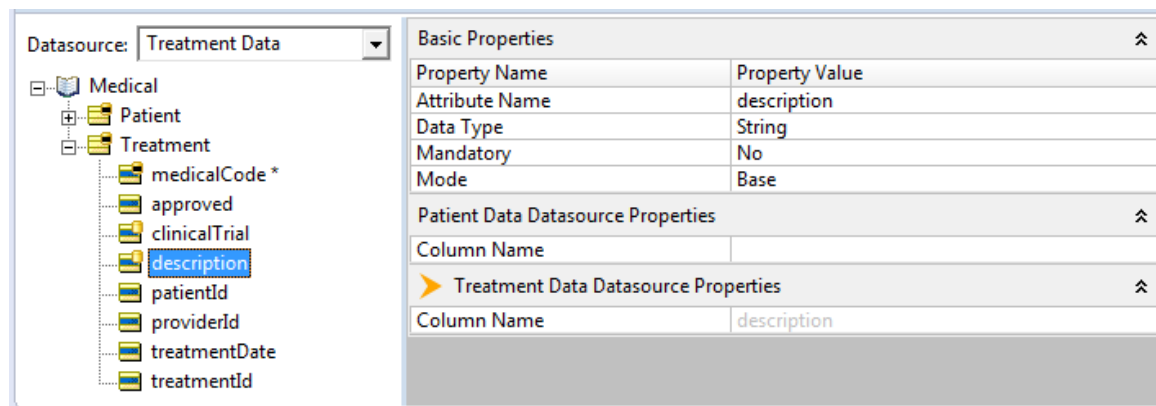 Datasource: Treatment Data
Medical
Patient
Treatment
medicalCode *
approved
clinicalTrial
description
patientId
providerId
treatmentDate
treatmentId
Basic Properties
Property Name Property Value
Attribute Name description
Data Type String
Mandatory No
Mode Base
Patient Data Datasource Properties
Column Name
Treatment Data Datasource Properties
Column Name description